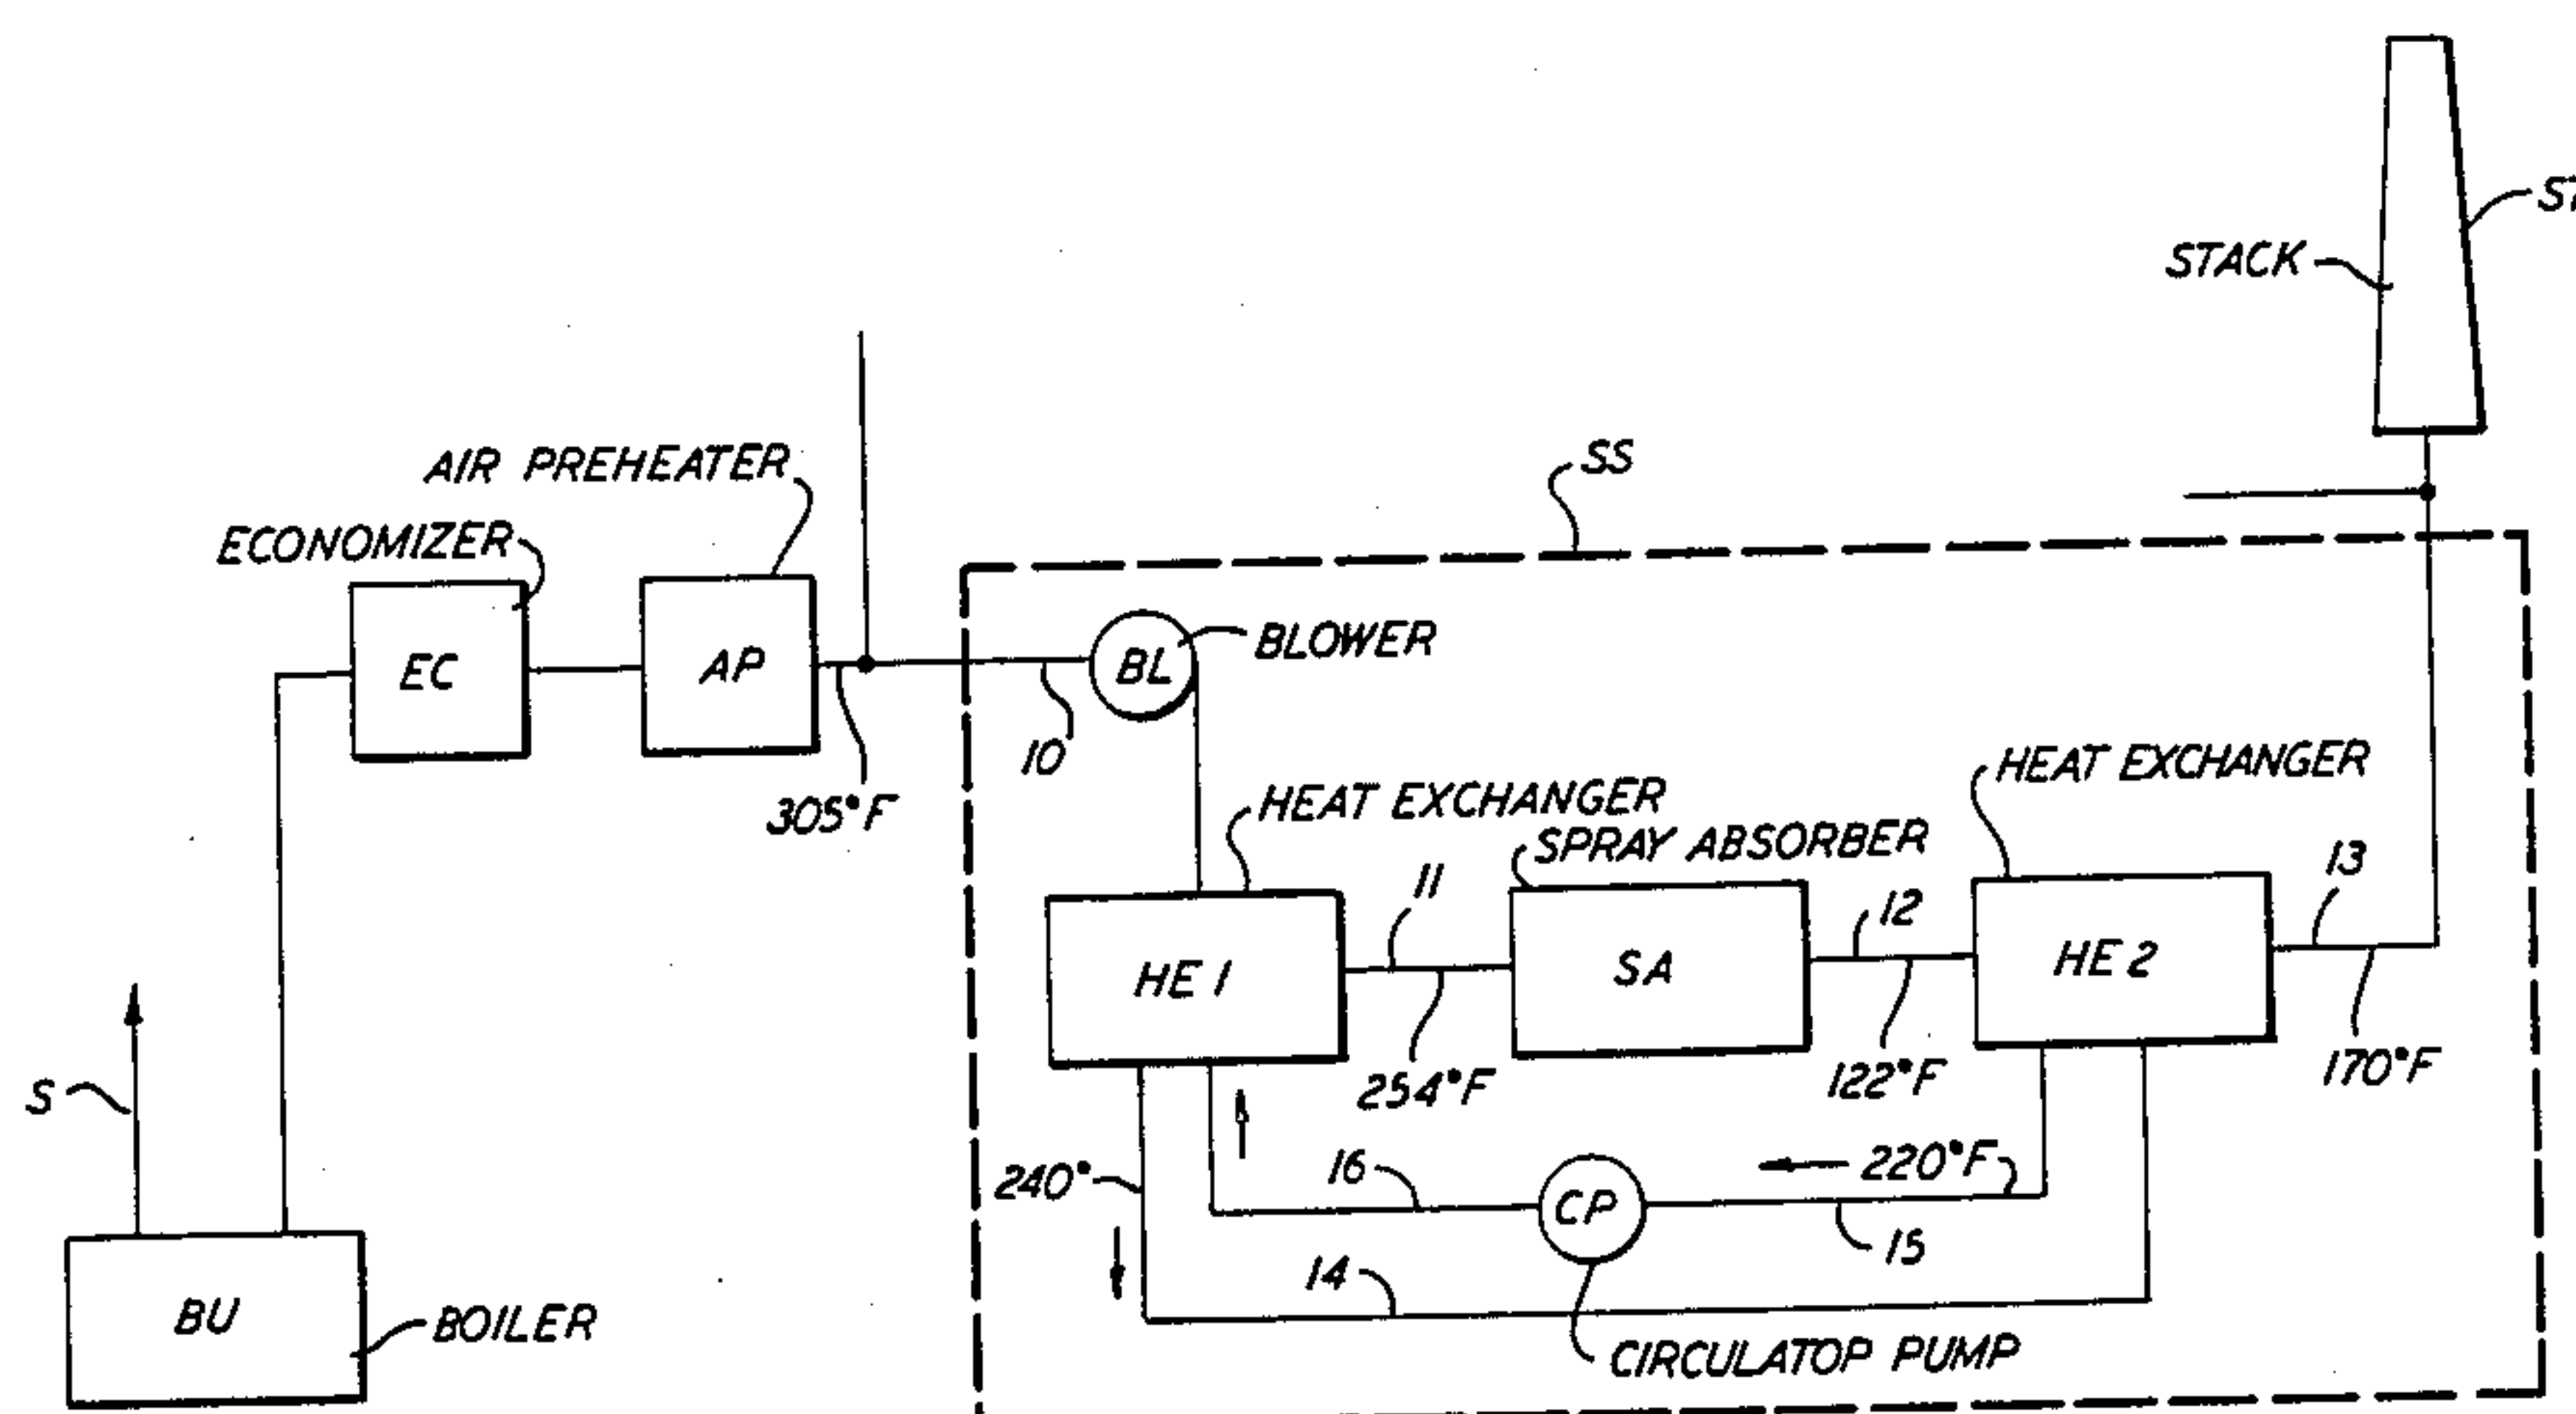 ST
STACK
SS
AIR PREHEATER
ECONOMIZER
EC
AP
BL
BLOWER
10
305°F
HEAT EXCHANGER
HEAT EXCHANGER
SPRAY ABSORBER
11
12
13
HE 1
SA
HE 2
254°F
122°F
170°F
S
240°
16
CP
220°F
15
14
BU
BOILER
CIRCULATOP PUMP